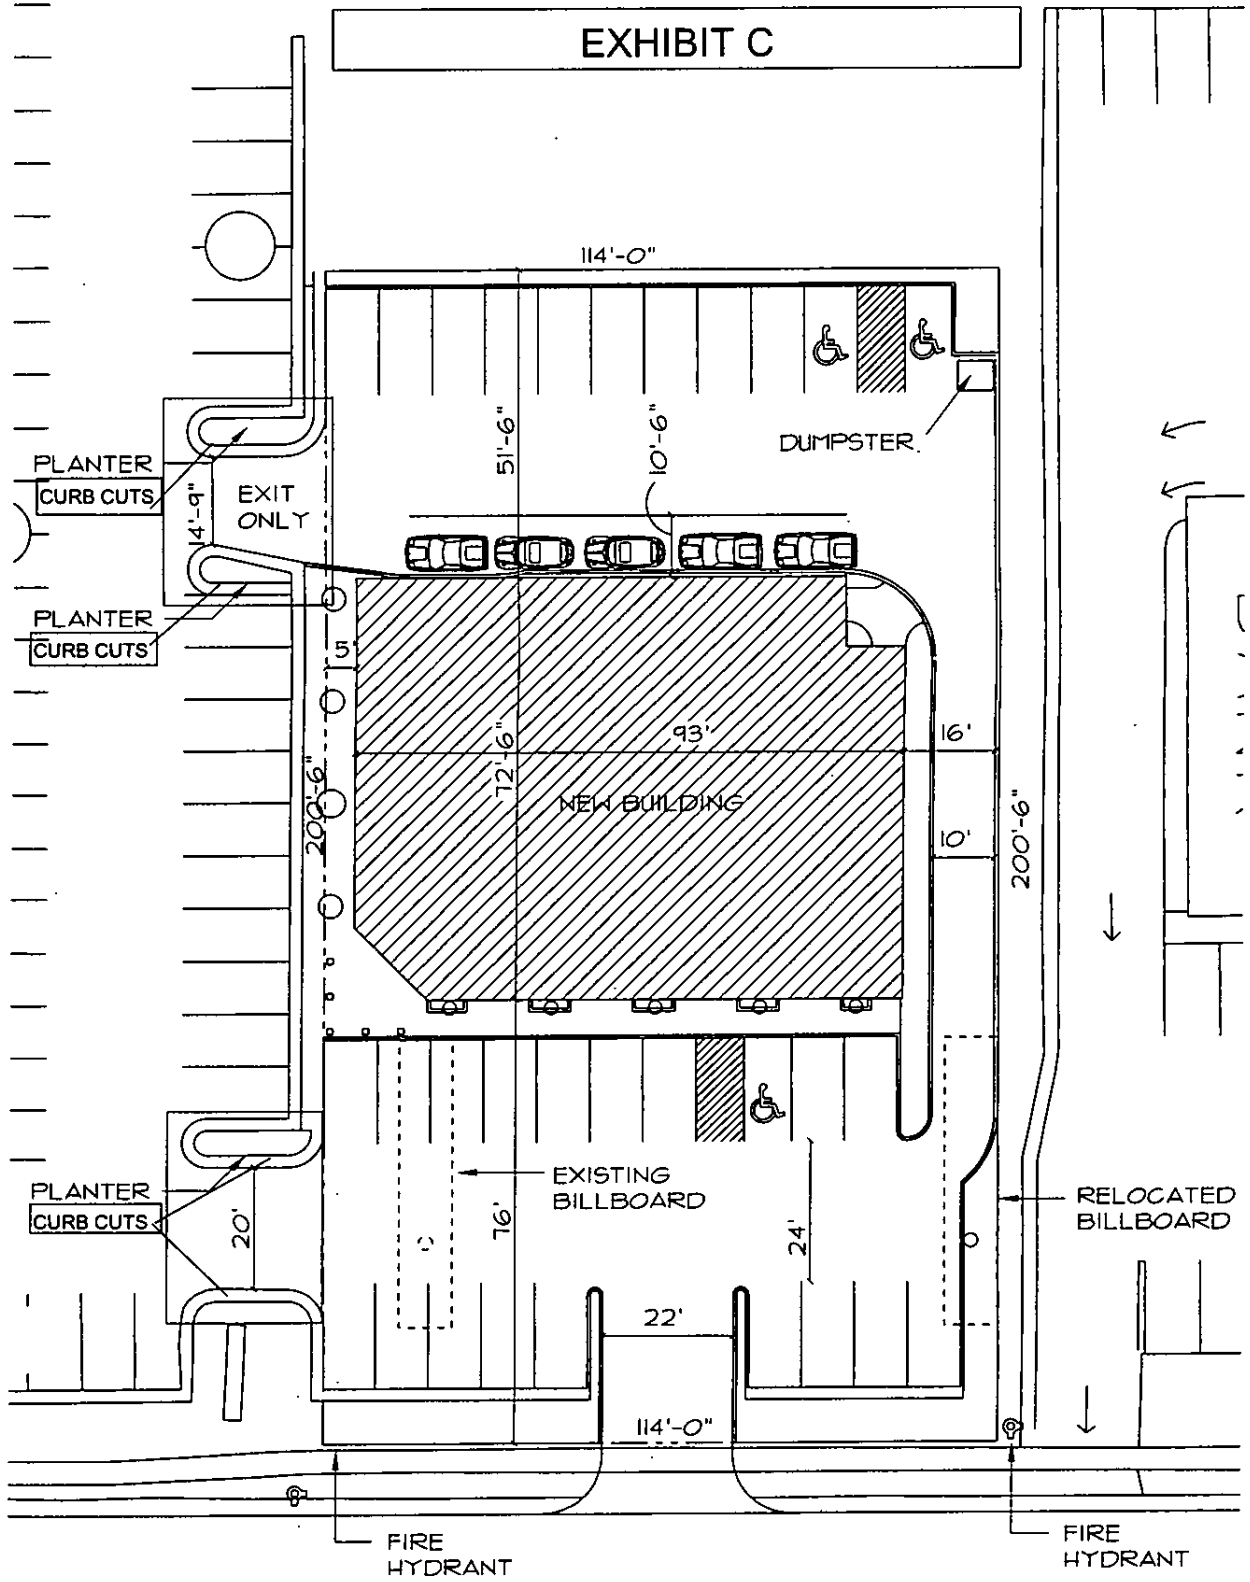 EXHIBIT C
114'-0"
51'-6"
10'-6"
DUMPSTER.
PLANTER
CURB CUTS
14'-9"
EXIT
ONLY
PLANTER
CURB CUTS
5'
93'
16'
72'-6"
NEW BUILDING
200'-6"
10'
200'-6"
EXISTING
BILLBOARD
PLANTER
CURB CUTS
20'
76'
24'
RELOCATED
BILLBOARD
22'
114'-0"
FIRE
HYDRANT
FIRE
HYDRANT